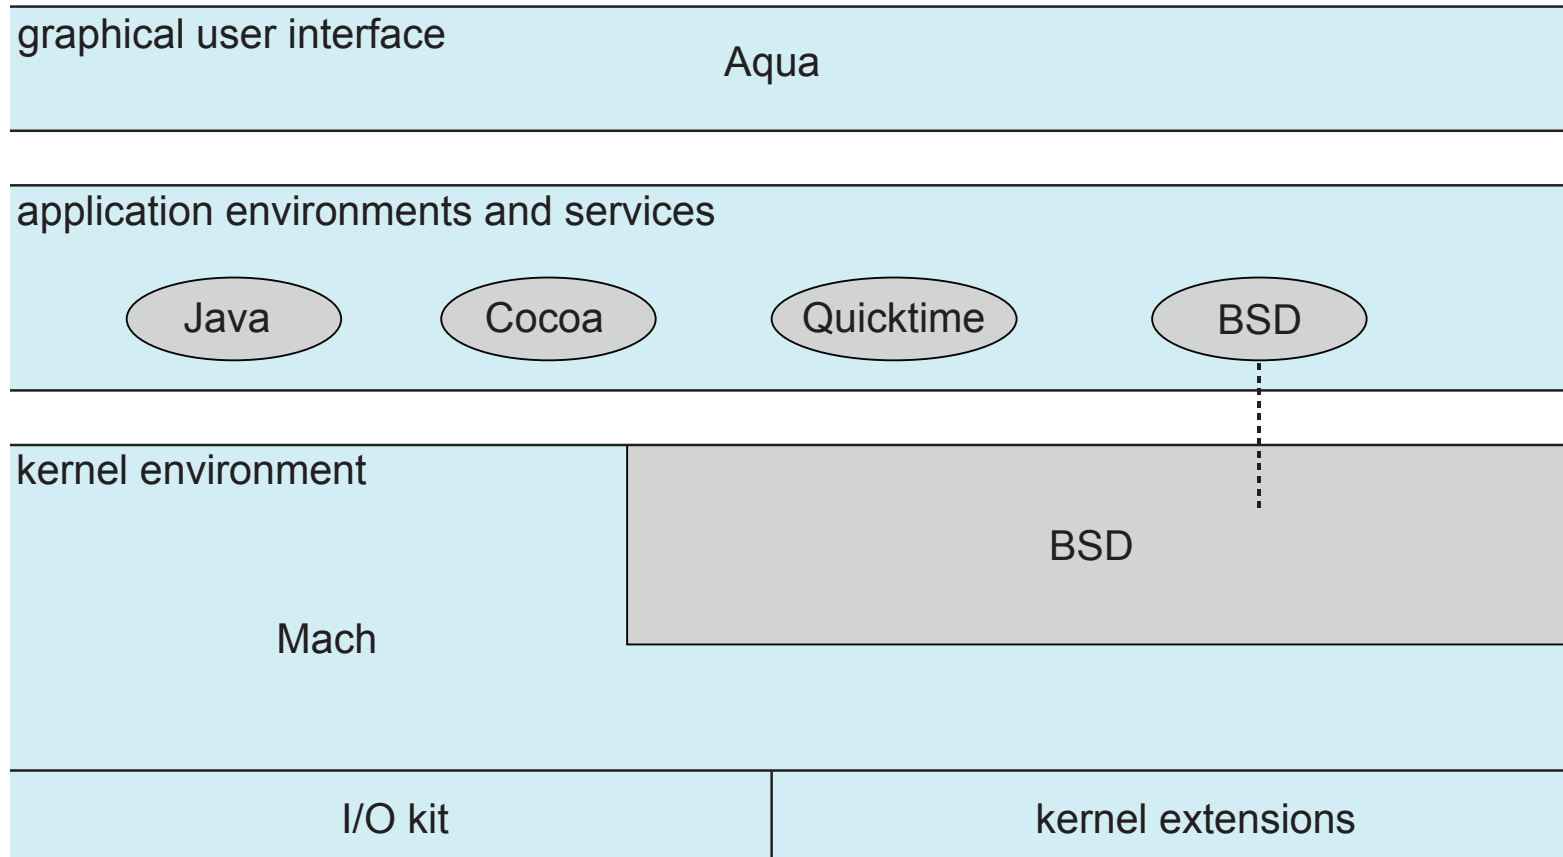 graphical user interface
Aqua
application environments and services
Java
Cocoa
Quicktime
BSD
kernel environment
BSD
Mach
I/O kit
kernel extensions